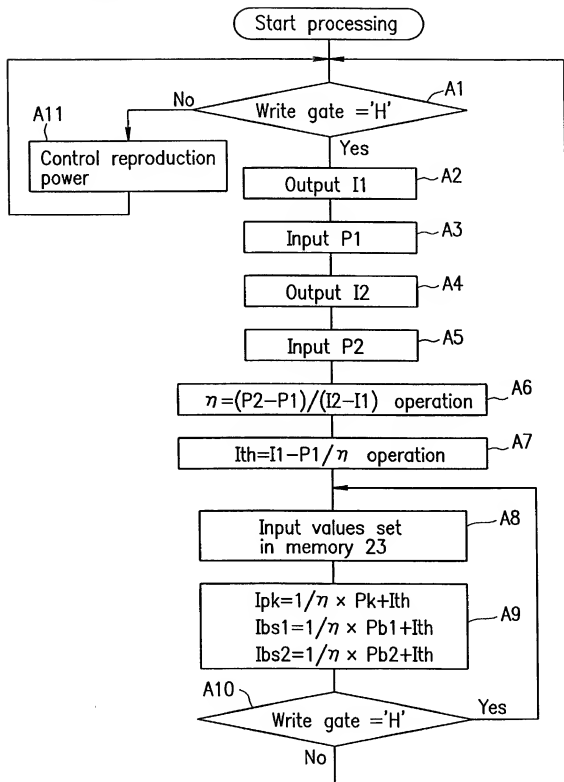 Start processing
A1
Write gate ='H'
No
Yes
A11
Control reproduction
power
Output I1
A2
Input P1
A3
Output I2
A4
Input P2
A5
η=(P2−P1)/(I2−I1) operation
A6
Ith=I1−P1/η operation
A7
Input values set
in memory 23
A8
Ipk=1/η × Pk+Ith
Ibs1=1/η × Pb1+Ith
Ibs2=1/η × Pb2+Ith
A9
A10
Write gate ='H'
Yes
No